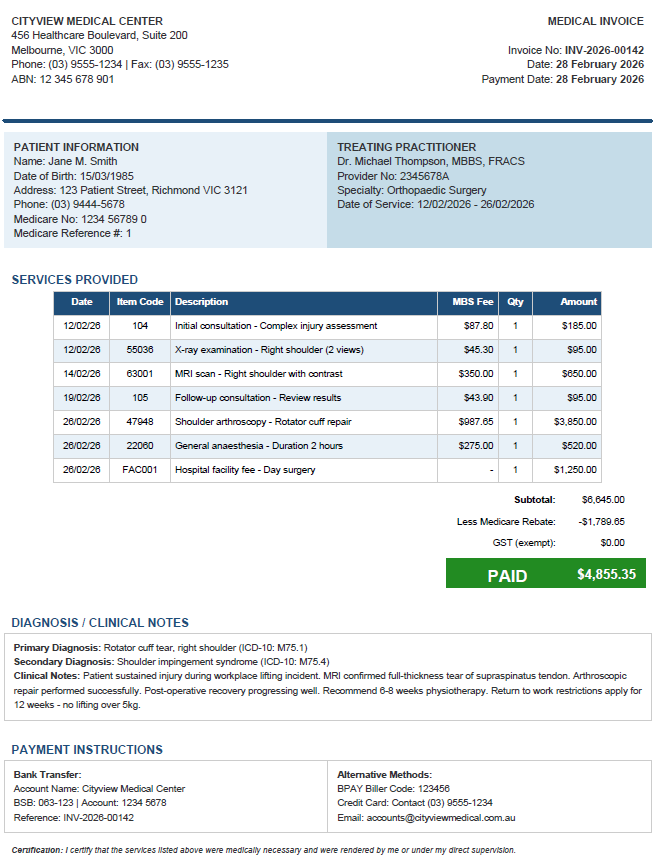 CITYVIEW MEDICAL CENTER
456 Healthcare Boulevard, Suite 200
Melbourne, VIC 3000
Phone: (03) 9555-1234 | Fax: (03) 9555-1235
ABN: 12 345 678 901
MEDICAL INVOICE
Invoice No: INV-2026-00142
Date: 28 February 2026
Payment Date: 28 February 2026
PATIENT INFORMATION
Name: Jane M. Smith
Date of Birth: 15/03/1985
Address: 123 Patient Street, Richmond VIC 3121
Phone: (03) 9444-5678
Medicare No: 1234 56789 0
Medicare Reference #: 1
TREATING PRACTITIONER
Dr. Michael Thompson, MBBS, FRACS
Provider No: 2345678A
Specialty: Orthopaedic Surgery
Date of Service: 12/02/2026 - 26/02/2026
SERVICES PROVIDED
Date Item Code Description MBS Fee Qty Amount
12/02/26 104 Initial consultation - Complex injury assessment $87.80 1 $185.00
12/02/26 55036 X-ray examination - Right shoulder (2 views) $45.30 1 $95.00
14/02/26 63001 MRI scan - Right shoulder with contrast $350.00 1 $650.00
19/02/26 105 Follow-up consultation - Review results $43.90 1 $95.00
26/02/26 47948 Shoulder arthroscopy - Rotator cuff repair $987.65 1 $3,850.00
26/02/26 22060 General anaesthesia - Duration 2 hours $275.00 1 $520.00
26/02/26 FAC001 Hospital facility fee - Day surgery - 1 $1,250.00
Subtotal: $6,645.00
Less Medicare Rebate: -$1,789.65
GST (exempt): $0.00
PAID $4,855.35
DIAGNOSIS / CLINICAL NOTES
Primary Diagnosis: Rotator cuff tear, right shoulder (ICD-10: M75.1)
Secondary Diagnosis: Shoulder impingement syndrome (ICD-10: M75.4)
Clinical Notes: Patient sustained injury during workplace lifting incident. MRI confirmed full-thickness tear of supraspinatus tendon. Arthroscopic
repair performed successfully. Post-operative recovery progressing well. Recommend 6-8 weeks physiotherapy. Return to work restrictions apply for
12 weeks - no lifting over 5kg.
PAYMENT INSTRUCTIONS
Bank Transfer:
Account Name: Cityview Medical Center
BSB: 063-123 | Account: 1234 5678
Reference: INV-2026-00142
Alternative Methods:
BPAY Biller Code: 123456
Credit Card: Contact (03) 9555-1234
Email: accounts@cityviewmedical.com.au
Certification: I certify that the services listed above were medically necessary and were rendered by me or under my direct supervision.